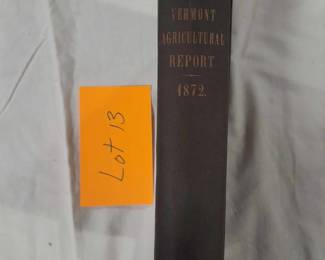 VERMONT
AGRICULTURAL
REPORT
1872.
Lot 13